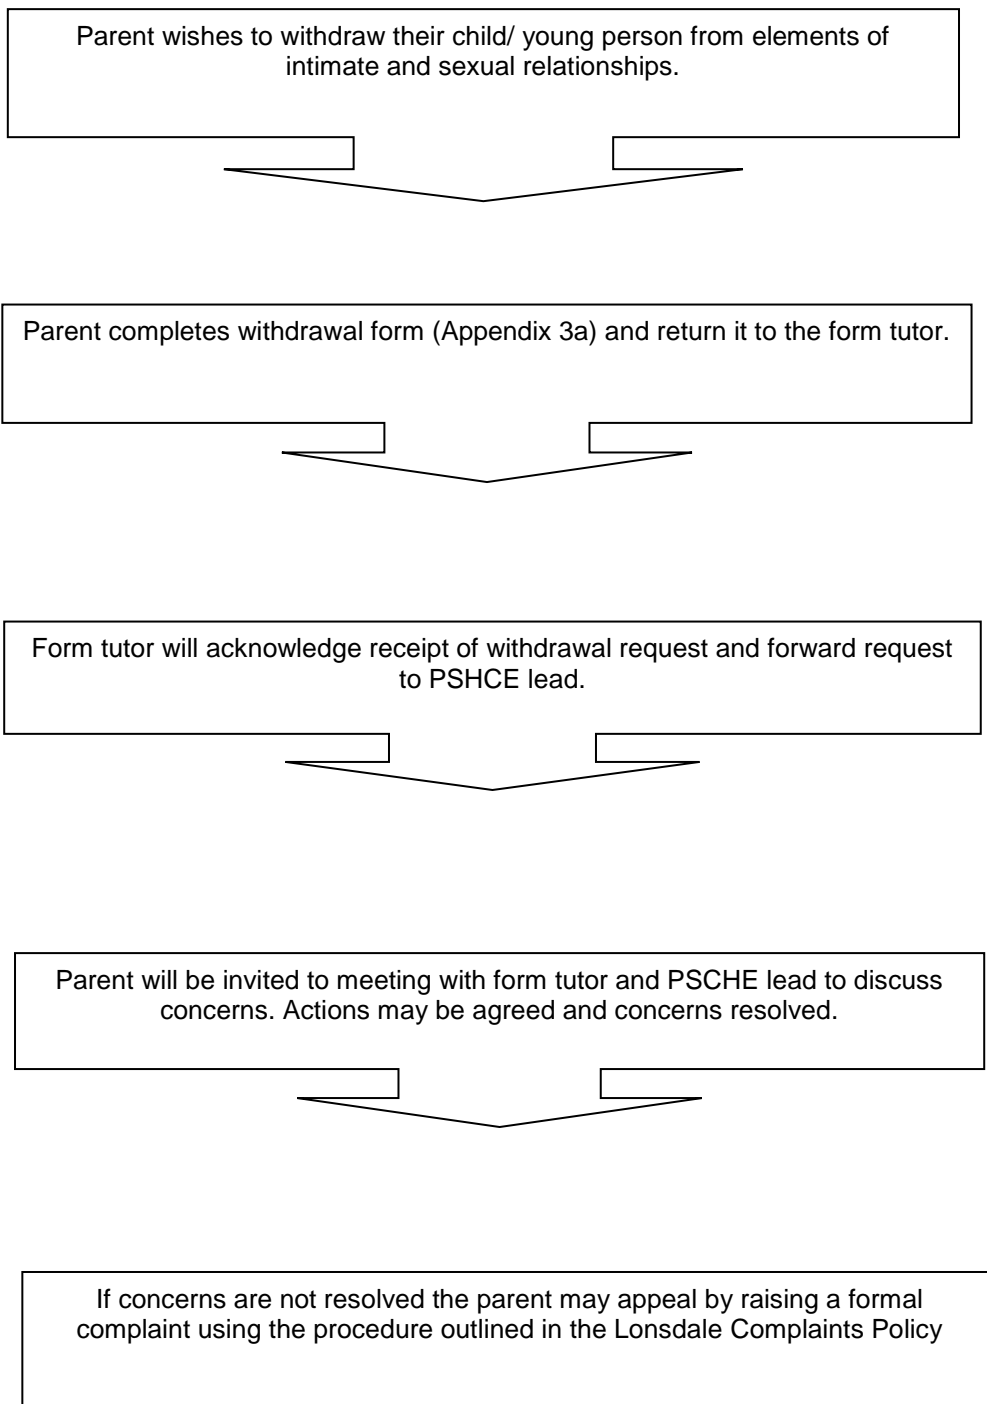 Parent wishes to withdraw their child/ young person from elements of
intimate and sexual relationships.
Parent completes withdrawal form (Appendix 3a) and return it to the form tutor.
Form tutor will acknowledge receipt of withdrawal request and forward request
to PSHCE lead.
Parent will be invited to meeting with form tutor and PSCHE lead to discuss
concerns. Actions may be agreed and concerns resolved.
If concerns are not resolved the parent may appeal by raising a formal
complaint using the procedure outlined in the Lonsdale Complaints Policy